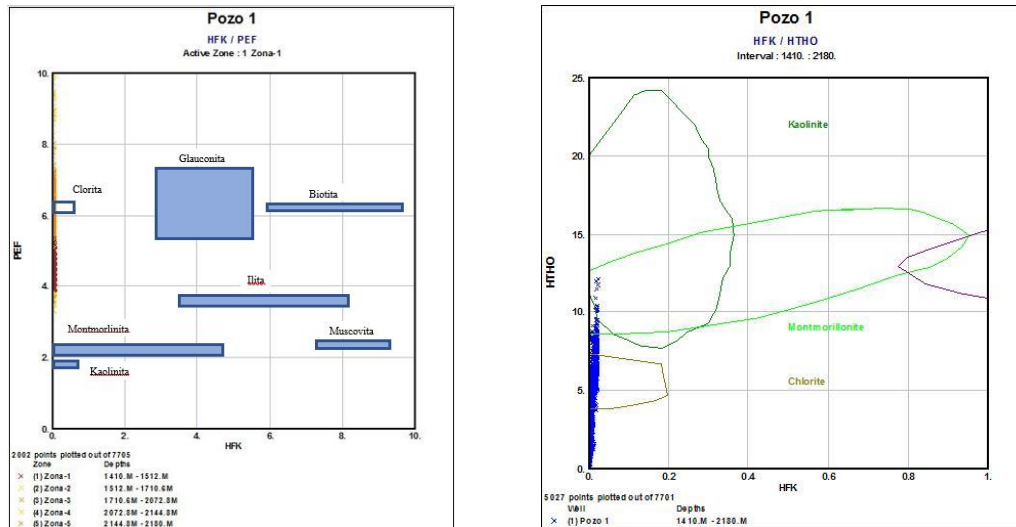 Pozo 1
HFK / PEF
Active Zone : 1 Zona-1
10.
8.
6.
4.
2.
0.
PEF
Glauconita
Clorita
Biotita
Ilita
Montmorlinita
Muscovita
Kaolinita
0.
2.
4.
6.
8.
10.
HFK
2002 points plotted out of 7705
Zone Depths
(1) Zona-1 1410.M - 1512.M
(2) Zona-2 1512.M - 1710.6M
(3) Zona-3 1710.6M - 2072.8M
(4) Zona-4 2072.8M - 2144.8M
(5) Zona-5 2144.8M - 2180.M
Pozo 1
HFK / HTHO
Interval : 1410. : 2180.
25.
20.
15.
10.
5.
0.
HTHO
Kaolinite
Montmorillonite
Chlorite
0.
0.2
0.4
0.6
0.8
1.
HFK
5027 points plotted out of 7701
Well Depths
(1) Pozo 1 1410.M - 2180.M